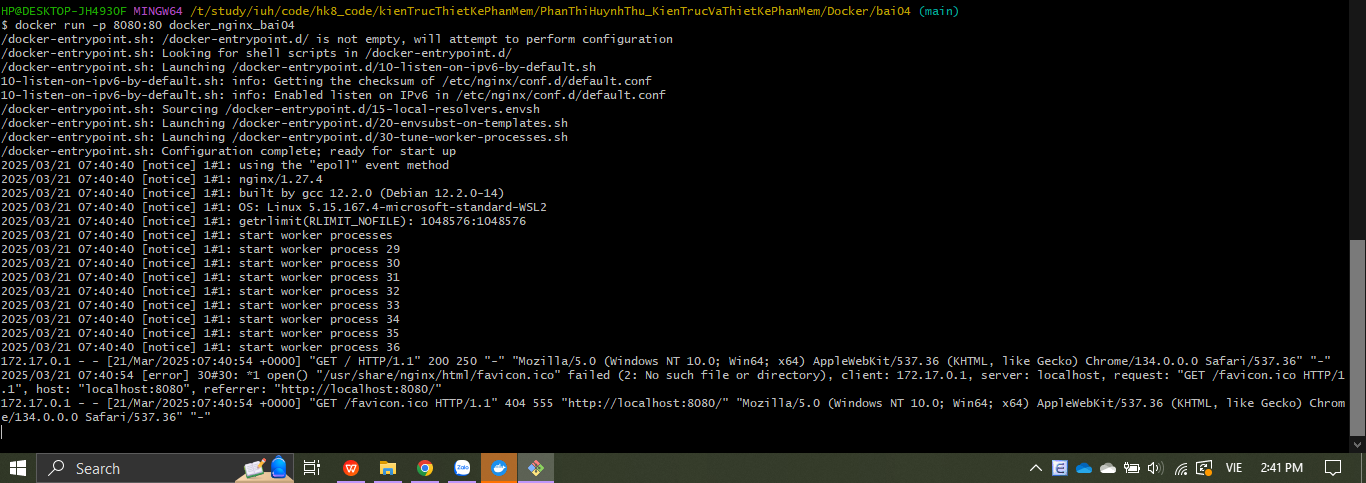 HP@DESKTOP-JH493OF MINGW64 /t/study/iuh/code/hk8_code/kienTrucThietKePhanMem/PhanThiHuynhThu_KienTrucVaThietKePhanMem/Docker/bai04 (main)
$ docker run -p 8080:80 docker_nginx_bai04
/docker-entrypoint.sh: /docker-entrypoint.d/ is not empty, will attempt to perform configuration
/docker-entrypoint.sh: Looking for shell scripts in /docker-entrypoint.d/
/docker-entrypoint.sh: Launching /docker-entrypoint.d/10-listen-on-ipv6-by-default.sh
10-listen-on-ipv6-by-default.sh: info: Getting the checksum of /etc/nginx/conf.d/default.conf
10-listen-on-ipv6-by-default.sh: info: Enabled listen on IPv6 in /etc/nginx/conf.d/default.conf
/docker-entrypoint.sh: Sourcing /docker-entrypoint.d/15-local-resolvers.envsh
/docker-entrypoint.sh: Launching /docker-entrypoint.d/20-envsubst-on-templates.sh
/docker-entrypoint.sh: Launching /docker-entrypoint.d/30-tune-worker-processes.sh
/docker-entrypoint.sh: Configuration complete; ready for start up
2025/03/21 07:40:40 [notice] 1#1: using the "epoll" event method
2025/03/21 07:40:40 [notice] 1#1: nginx/1.27.4
2025/03/21 07:40:40 [notice] 1#1: built by gcc 12.2.0 (Debian 12.2.0-14)
2025/03/21 07:40:40 [notice] 1#1: OS: Linux 5.15.167.4-microsoft-standard-WSL2
2025/03/21 07:40:40 [notice] 1#1: getrlimit(RLIMIT_NOFILE): 1048576:1048576
2025/03/21 07:40:40 [notice] 1#1: start worker processes
2025/03/21 07:40:40 [notice] 1#1: start worker process 29
2025/03/21 07:40:40 [notice] 1#1: start worker process 30
2025/03/21 07:40:40 [notice] 1#1: start worker process 31
2025/03/21 07:40:40 [notice] 1#1: start worker process 32
2025/03/21 07:40:40 [notice] 1#1: start worker process 33
2025/03/21 07:40:40 [notice] 1#1: start worker process 34
2025/03/21 07:40:40 [notice] 1#1: start worker process 35
2025/03/21 07:40:40 [notice] 1#1: start worker process 36
172.17.0.1 - - [21/Mar/2025:07:40:54 +0000] "GET / HTTP/1.1" 200 250 "-" "Mozilla/5.0 (Windows NT 10.0; Win64; x64) AppleWebKit/537.36 (KHTML, like Gecko) Chrome/134.0.0.0 Safari/537.36" "-"
2025/03/21 07:40:54 [error] 30#30: *1 open() "/usr/share/nginx/html/favicon.ico" failed (2: No such file or directory), client: 172.17.0.1, server: localhost, request: "GET /favicon.ico HTTP/1
.1", host: "localhost:8080", referrer: "http://localhost:8080/"
172.17.0.1 - - [21/Mar/2025:07:40:54 +0000] "GET /favicon.ico HTTP/1.1" 404 555 "http://localhost:8080/" "Mozilla/5.0 (Windows NT 10.0; Win64; x64) AppleWebKit/537.36 (KHTML, like Gecko) Chrom
e/134.0.0.0 Safari/537.36" "-"
Search
Zalo
VIE
2:41 PM